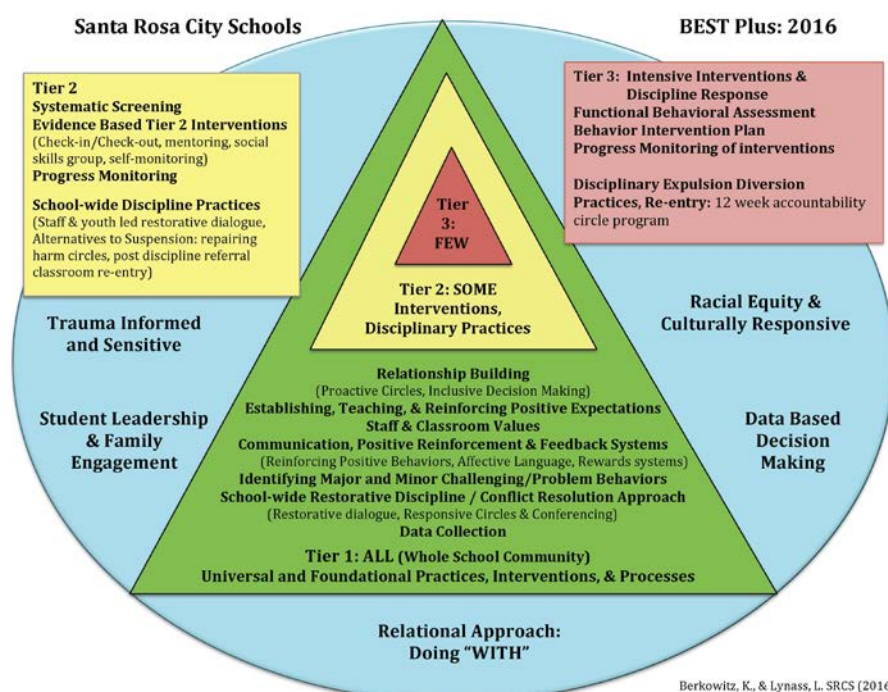 Santa Rosa City Schools
BEST Plus: 2016
Tier 2
Systematic Screening
Evidence Based Tier 2 Interventions
(Check-in/Check-out, mentoring, social
skills group, self-monitoring)
Progress Monitoring
School-wide Discipline Practices
(Staff & youth led restorative dialogue,
Alternatives to Suspension: repairing
harm circles, post discipline referral
classroom re-entry)
Tier 3: Intensive Interventions &
Discipline Response
Functional Behavioral Assessment
Behavior Intervention Plan
Progress Monitoring of interventions
Disciplinary Expulsion Diversion
Practices, Re-entry: 12 week accountability
circle program
Tier
3:
FEW
Tier 2: SOME
Interventions,
Disciplinary Practices
Trauma Informed
and Sensitive
Racial Equity &
Culturally Responsive
Student Leadership
& Family
Engagement
Data Based
Decision
Making
Relationship Building
(Proactive Circles, Inclusive Decision Making)
Establishing, Teaching, & Reinforcing Positive Expectations
Staff & Classroom Values
Communication, Positive Reinforcement & Feedback Systems
(Reinforcing Positive Behaviors, Affective Language, Rewards systems)
Identifying Major and Minor Challenging/Problem Behaviors
School-wide Restorative Discipline / Conflict Resolution Approach
(Restorative dialogue, Responsive Circles & Conferencing)
Data Collection
Tier 1: ALL (Whole School Community)
Universal and Foundational Practices, Interventions, & Processes
Relational Approach:
Doing “WITH”
Berkowitz, K., & Lynass, L. SRCS (2016